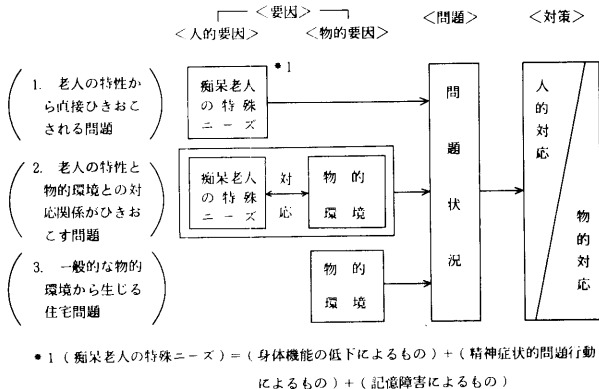 ＜要因＞
＜人的要因＞ ＜物的要因＞ ＜問題＞ ＜対策＞
1. 老人の特性か
ら直接ひきおこ
される問題
痴呆老人
の 特 殊
ニ ー ズ
＊1
2. 老人の特性と
物的環境との対
応関係がひきお
こす問題
痴呆老人
の 特 殊
ニ ー ズ
対
応
物 的
環 境
3. 一般的な物的
環境から生じる
住宅問題
物 的
環 境
問題状況
人的対応
物的対応
＊1（痴呆老人の特殊ニーズ）＝（身体機能の低下によるもの）＋（精神症状的問題行動
によるもの）＋（記憶障害によるもの）